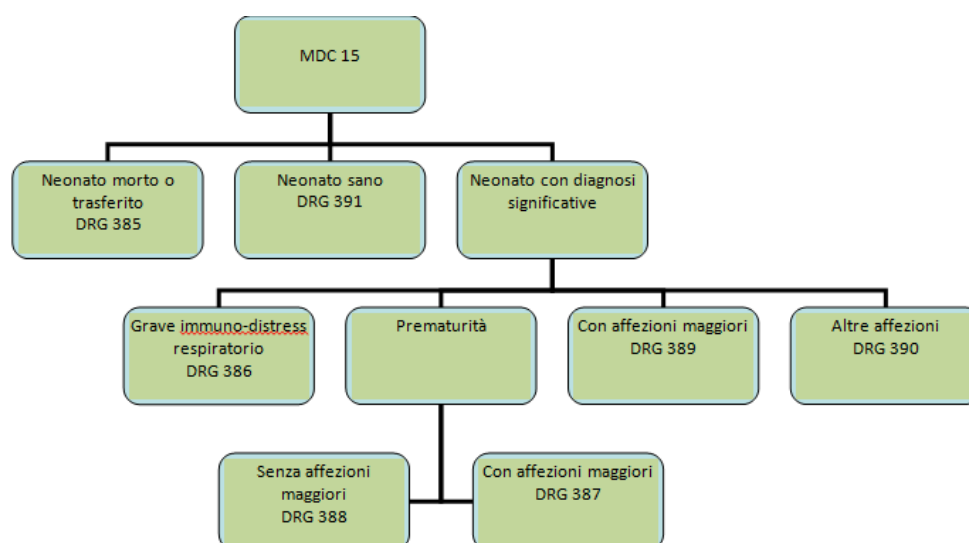 MDC 15
Neonato morto o
trasferito
DRG 385
Neonato sano
DRG 391
Neonato con diagnosi
significative
Grave immuno-distress
respiratorio
DRG 386
Prematurità
Con affezioni maggiori
DRG 389
Altre affezioni
DRG 390
Senza affezioni
maggiori
DRG 388
Con affezioni maggiori
DRG 387